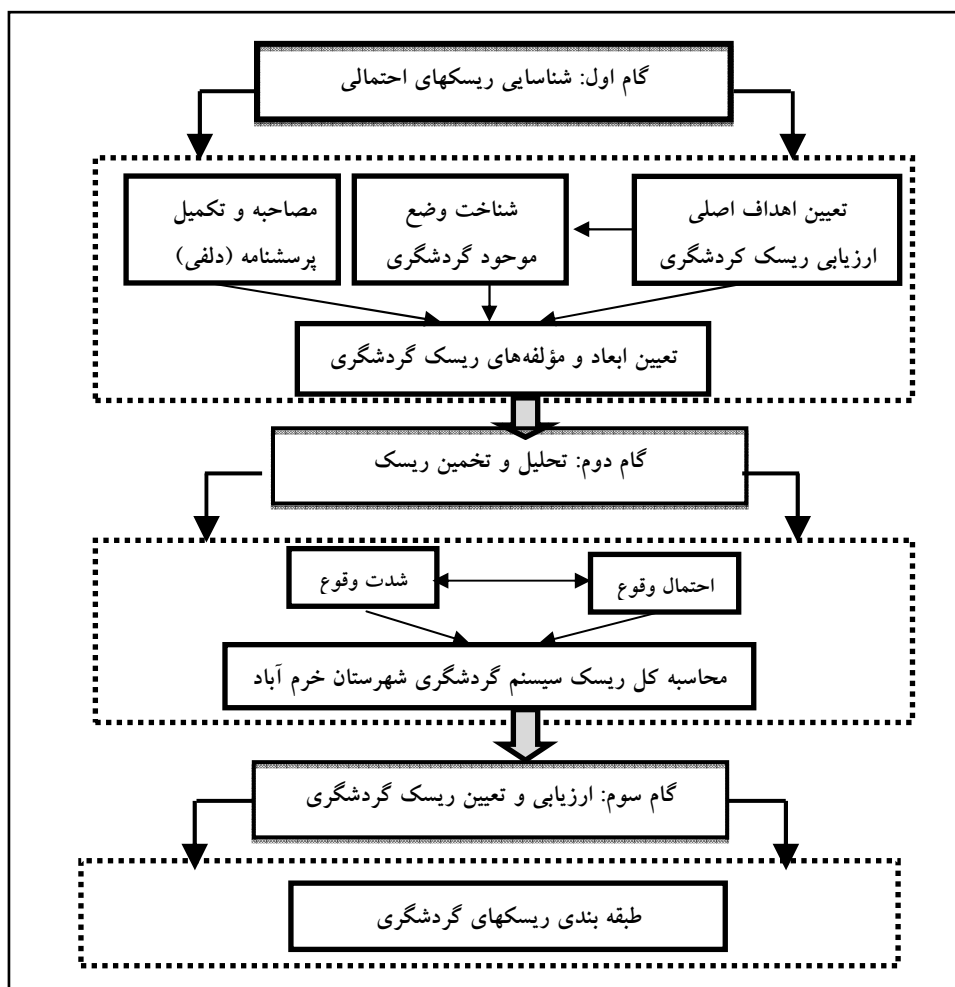 گام اول: شناسایی ریسکهای احتمالی
تعیین اهداف اصلی
ارزیابی ریسک کردشگری
شناخت وضع
موحود گردشگری
مصاحبه و تکمیل
پرسشنامه (دلفی)
تعیین ابعاد و مؤلفه‌های ریسک گردشگری
گام دوم: تحلیل و تخمین ریسک
احتمال وقوع
شدت وقوع
محاسبه کل ریسک سیسنم گردشگری شهرستان خرم آباد
گام سوم: ارزیابی و تعیین ریسک گردشگری
طبقه بندی ریسکهای گردشگری